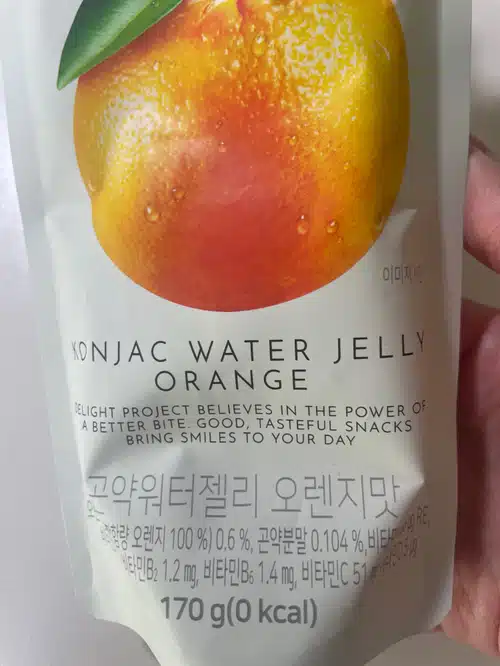 KONJAC WATER JELLY
ORANGE
DELIGHT PROJECT BELIEVES IN THE POWER OF
A BETTER BITE. GOOD, TASTEFUL SNACKS
BRING SMILES TO YOUR DAY
곤약워터젤리 오렌지맛
오렌지 100 %) 0.6 %, 곤약분말 0.104 %,
비타민B₂ 1.2 mg, 비타민B₆ 1.4 mg, 비타민C 51
170 g(0 kcal)